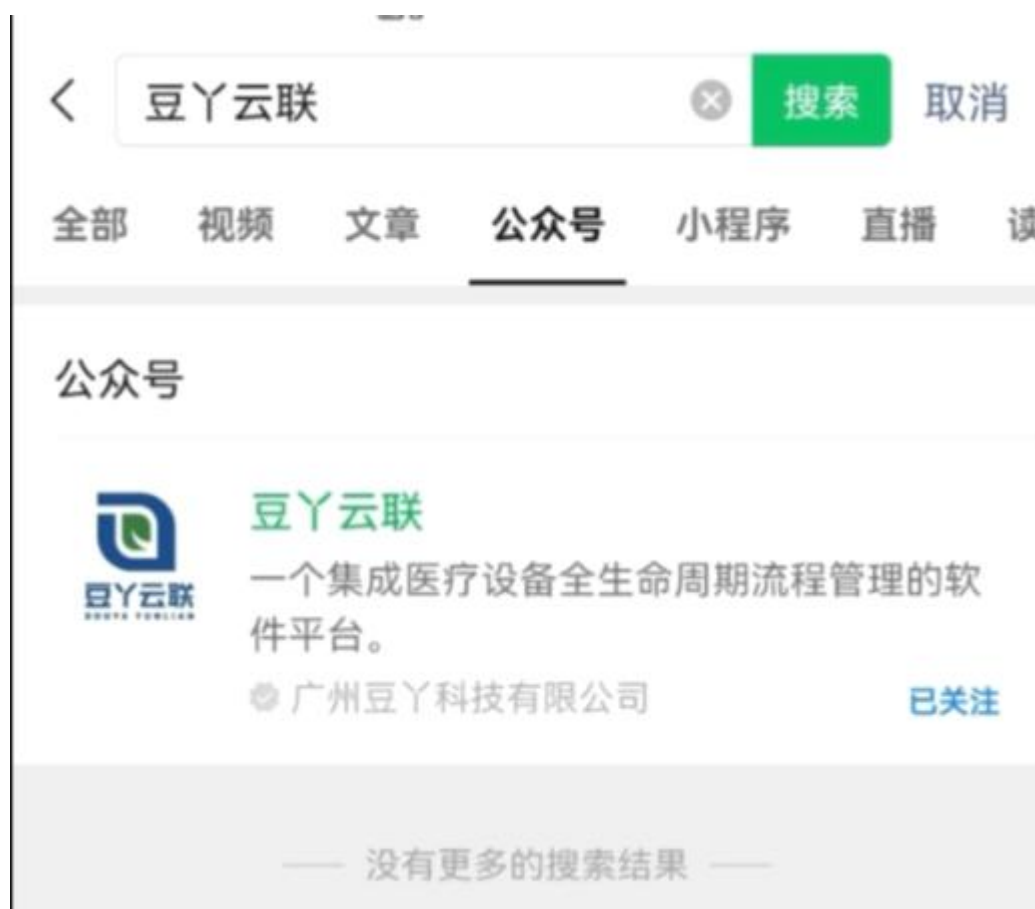 豆丫云联
搜索
取消
全部 视频 文章 公众号 小程序 直播 读
公众号
豆丫云联
豆丫云联
DOUYA YUNLIAN
一个集成医疗设备全生命周期流程管理的软
件平台。
广州豆丫科技有限公司
已关注
没有更多的搜索结果